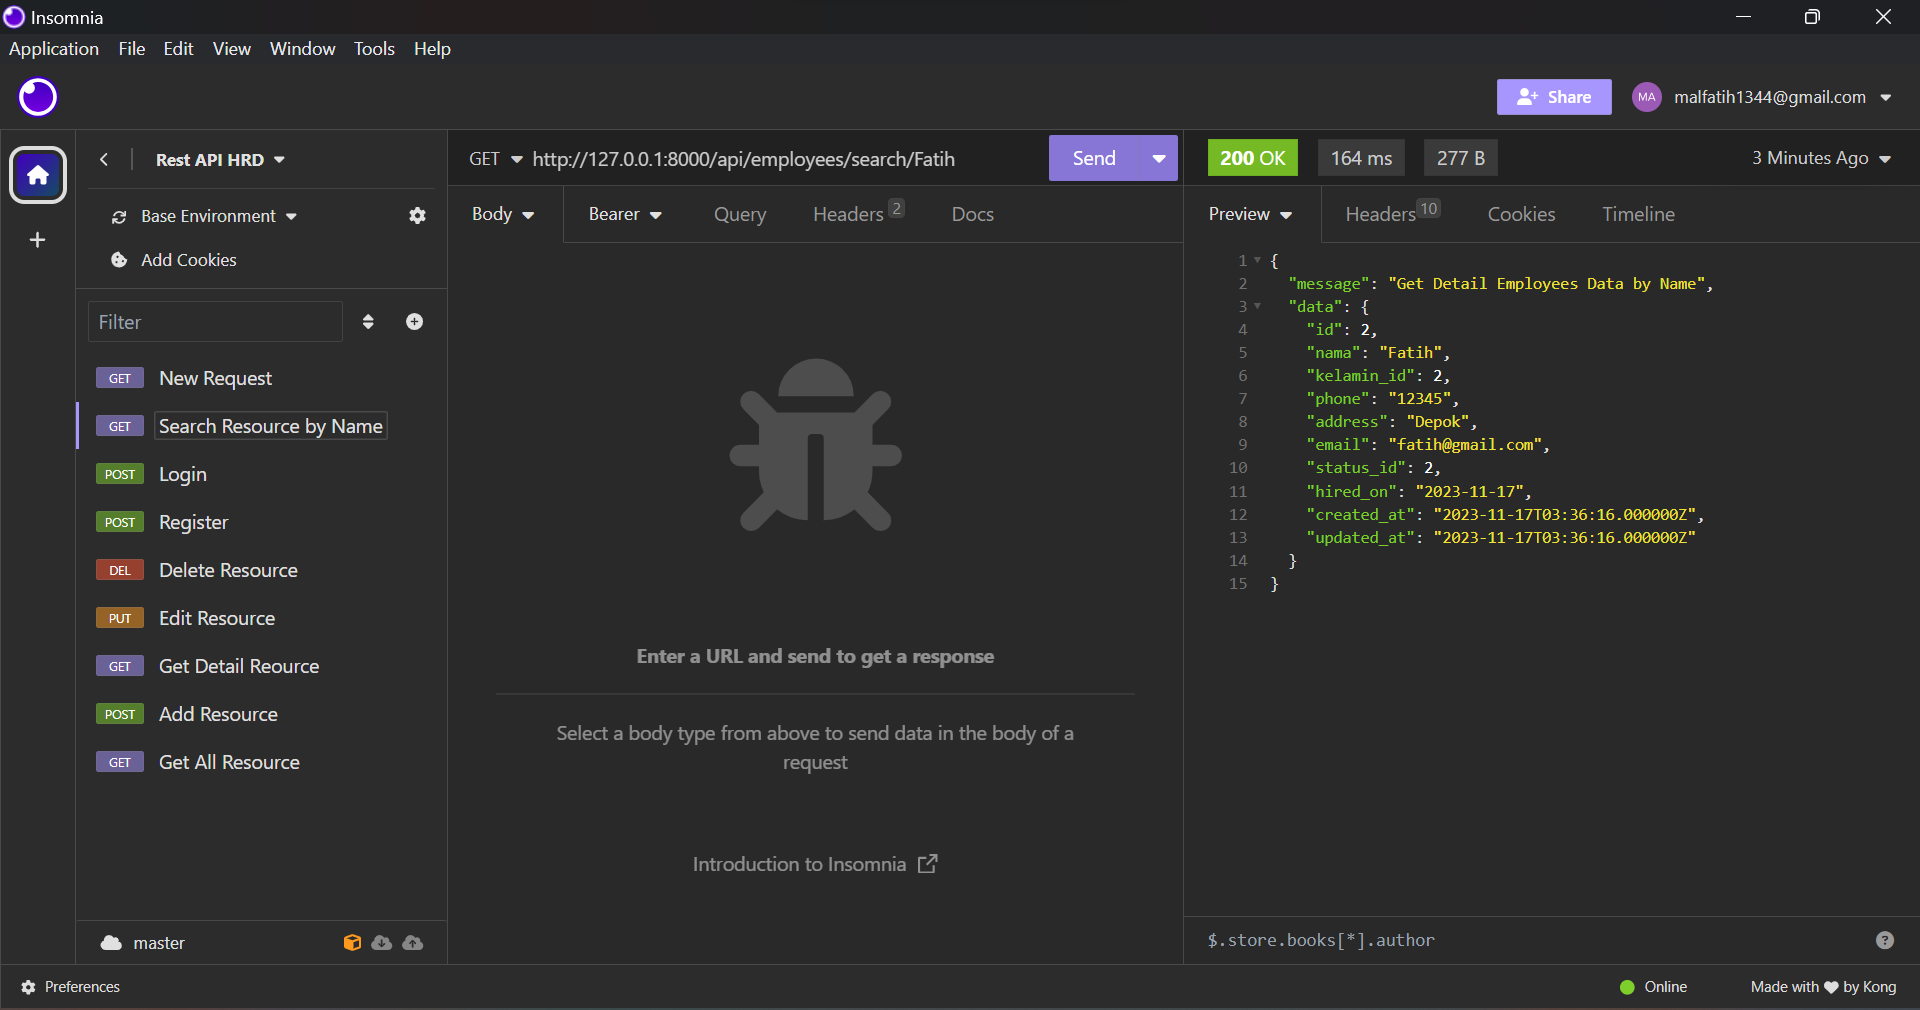 Insomnia
Application File Edit View Window Tools Help
Share MA malfatih1344@gmail.com
Rest API HRD
Base Environment
Add Cookies
Filter
GET New Request
GET Search Resource by Name
POST Login
POST Register
DEL Delete Resource
PUT Edit Resource
GET Get Detail Reource
POST Add Resource
GET Get All Resource
master
GET http://127.0.0.1:8000/api/employees/search/Fatih Send
Body Bearer Query Headers 2 Docs
Enter a URL and send to get a response
Select a body type from above to send data in the body of a
request
Introduction to Insomnia
200 OK 164 ms 277 B 3 Minutes Ago
Preview Headers 10 Cookies Timeline
1 {
2 "message": "Get Detail Employees Data by Name",
3 "data": {
4 "id": 2,
5 "nama": "Fatih",
6 "kelamin_id": 2,
7 "phone": "12345",
8 "address": "Depok",
9 "email": "fatih@gmail.com",
10 "status_id": 2,
11 "hired_on": "2023-11-17",
12 "created_at": "2023-11-17T03:36:16.000000Z",
13 "updated_at": "2023-11-17T03:36:16.000000Z"
14 }
15 }
$.store.books[*].author ?
Preferences Online Made with ♥ by Kong